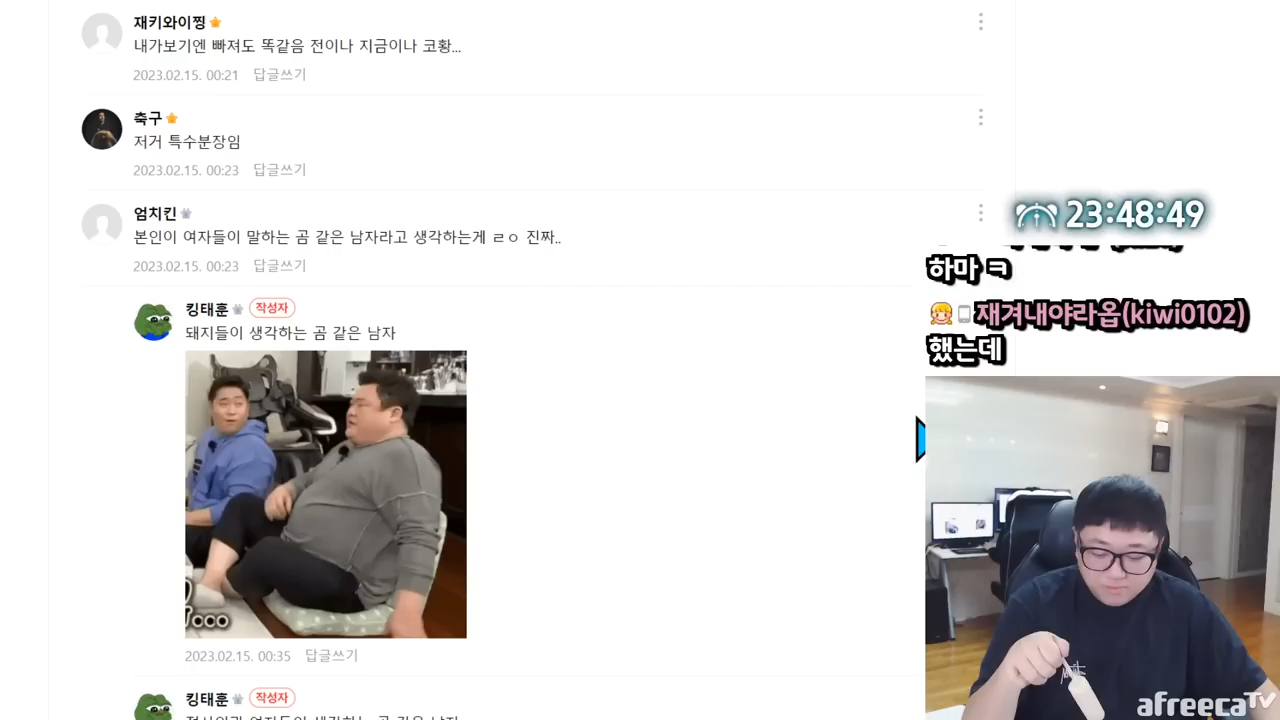 재키와이찡
내가보기엔 빠져도 똑같음 전이나 지금이나 코황...
2023.02.15. 00:21 답글쓰기
축구
저거 특수분장임
2023.02.15. 00:23 답글쓰기
엄치킨
본인이 여자들이 말하는 곰 같은 남자라고 생각하는게 ㄹㅇ 진짜..
2023.02.15. 00:23 답글쓰기
킹태훈 작성자
돼지들이 생각하는 곰 같은 남자
2023.02.15. 00:35 답글쓰기
킹태훈 작성자
23:48:49
하마 ㅋ
재겨내야라옵(kiwi0102)
했는데
afreecaTV